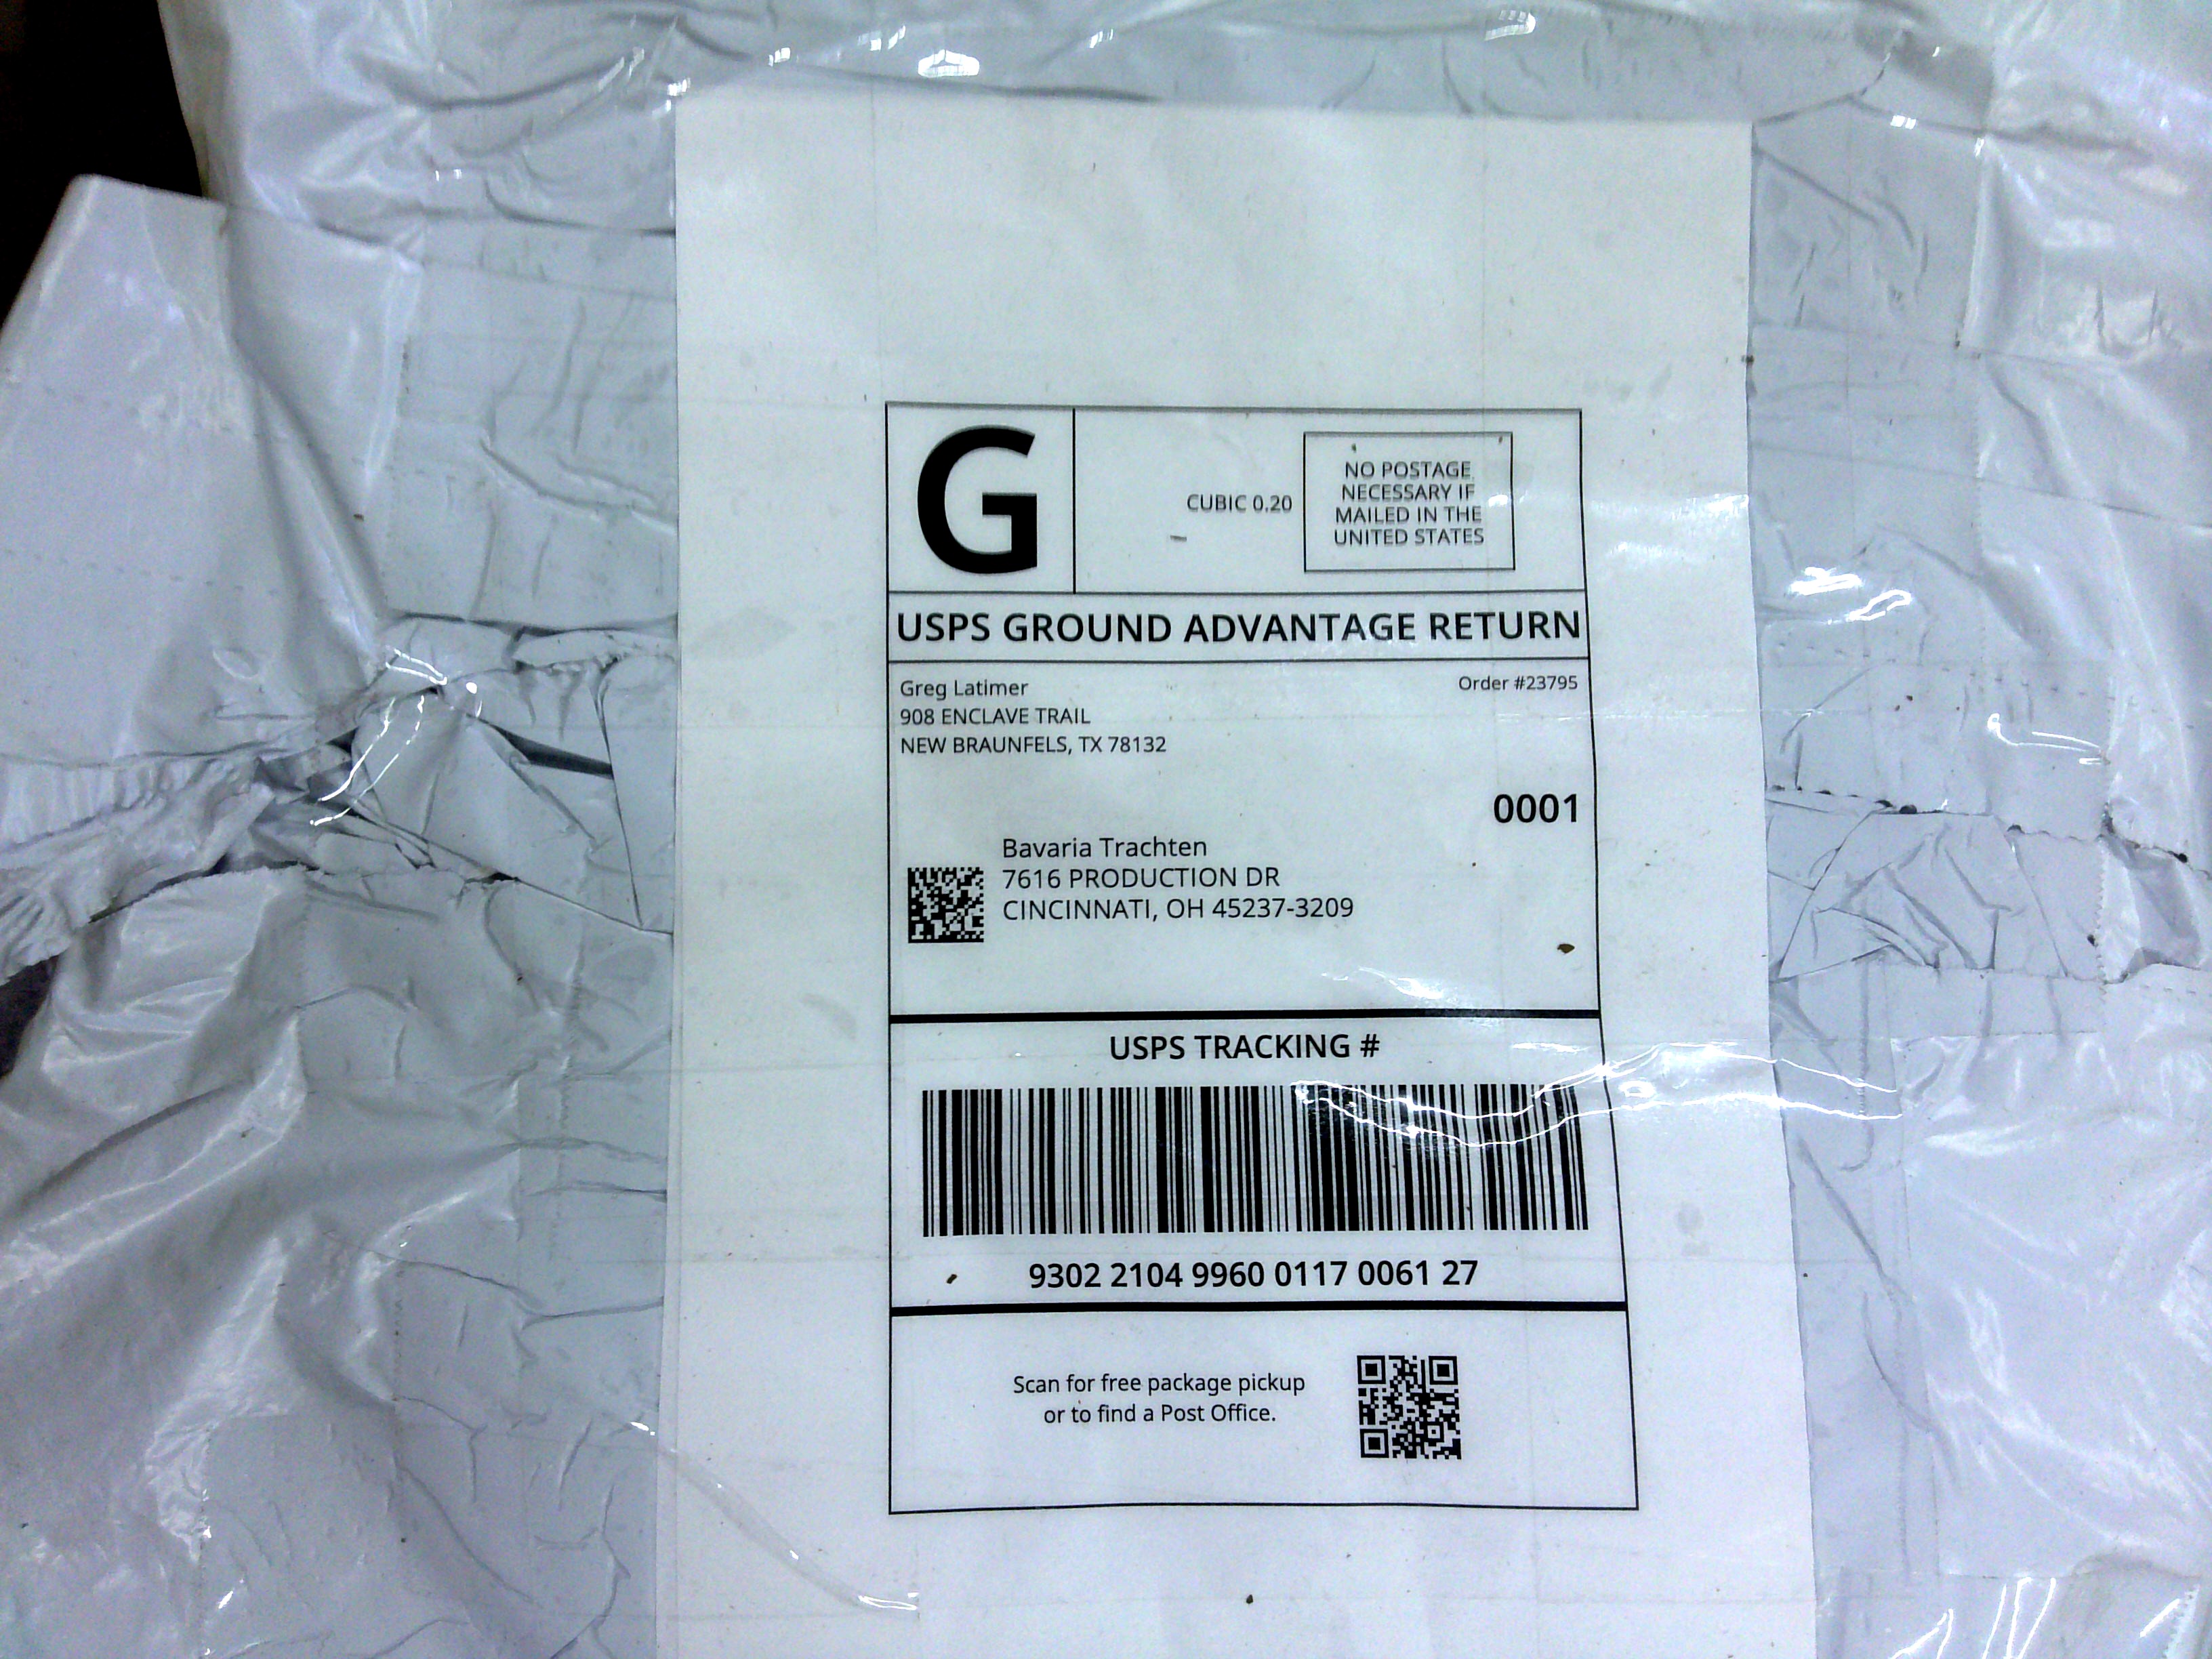 G
CUBIC 0.20
NO POSTAGE
NECESSARY IF
MAILED IN THE
UNITED STATES
USPS GROUND ADVANTAGE RETURN
Greg Latimer
Order #23795
908 ENCLAVE TRAIL
NEW BRAUNFELS, TX 78132
0001
Bavaria Trachten
7616 PRODUCTION DR
CINCINNATI, OH 45237-3209
USPS TRACKING #
9302 2104 9960 0117 0061 27
Scan for free package pickup
or to find a Post Office.